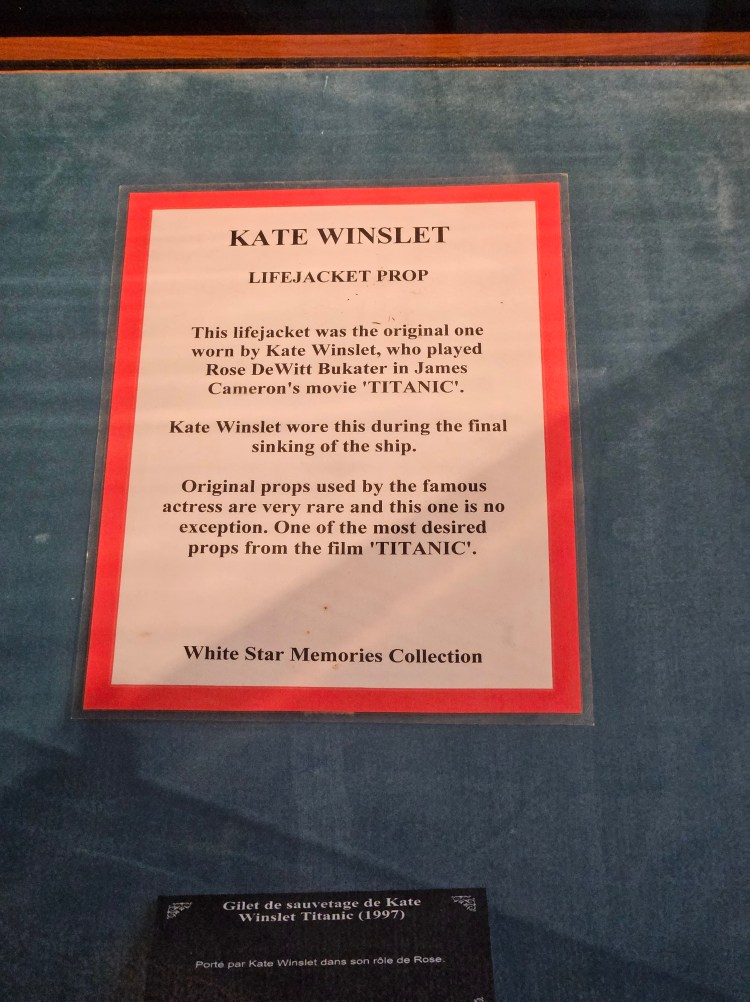 KATE WINSLET
LIFEJACKET PROP
This lifejacket was the original one
worn by Kate Winslet, who played
Rose DeWitt Bukater in James
Cameron's movie 'TITANIC'.
Kate Winslet wore this during the final
sinking of the ship.
Original props used by the famous
actress are very rare and this one is no
exception. One of the most desired
props from the film 'TITANIC'.
White Star Memories Collection
Gilet de sauvetage de Kate
Winslet Titanic (1997)
Porté par Kate Winslet dans son rôle de Rose.